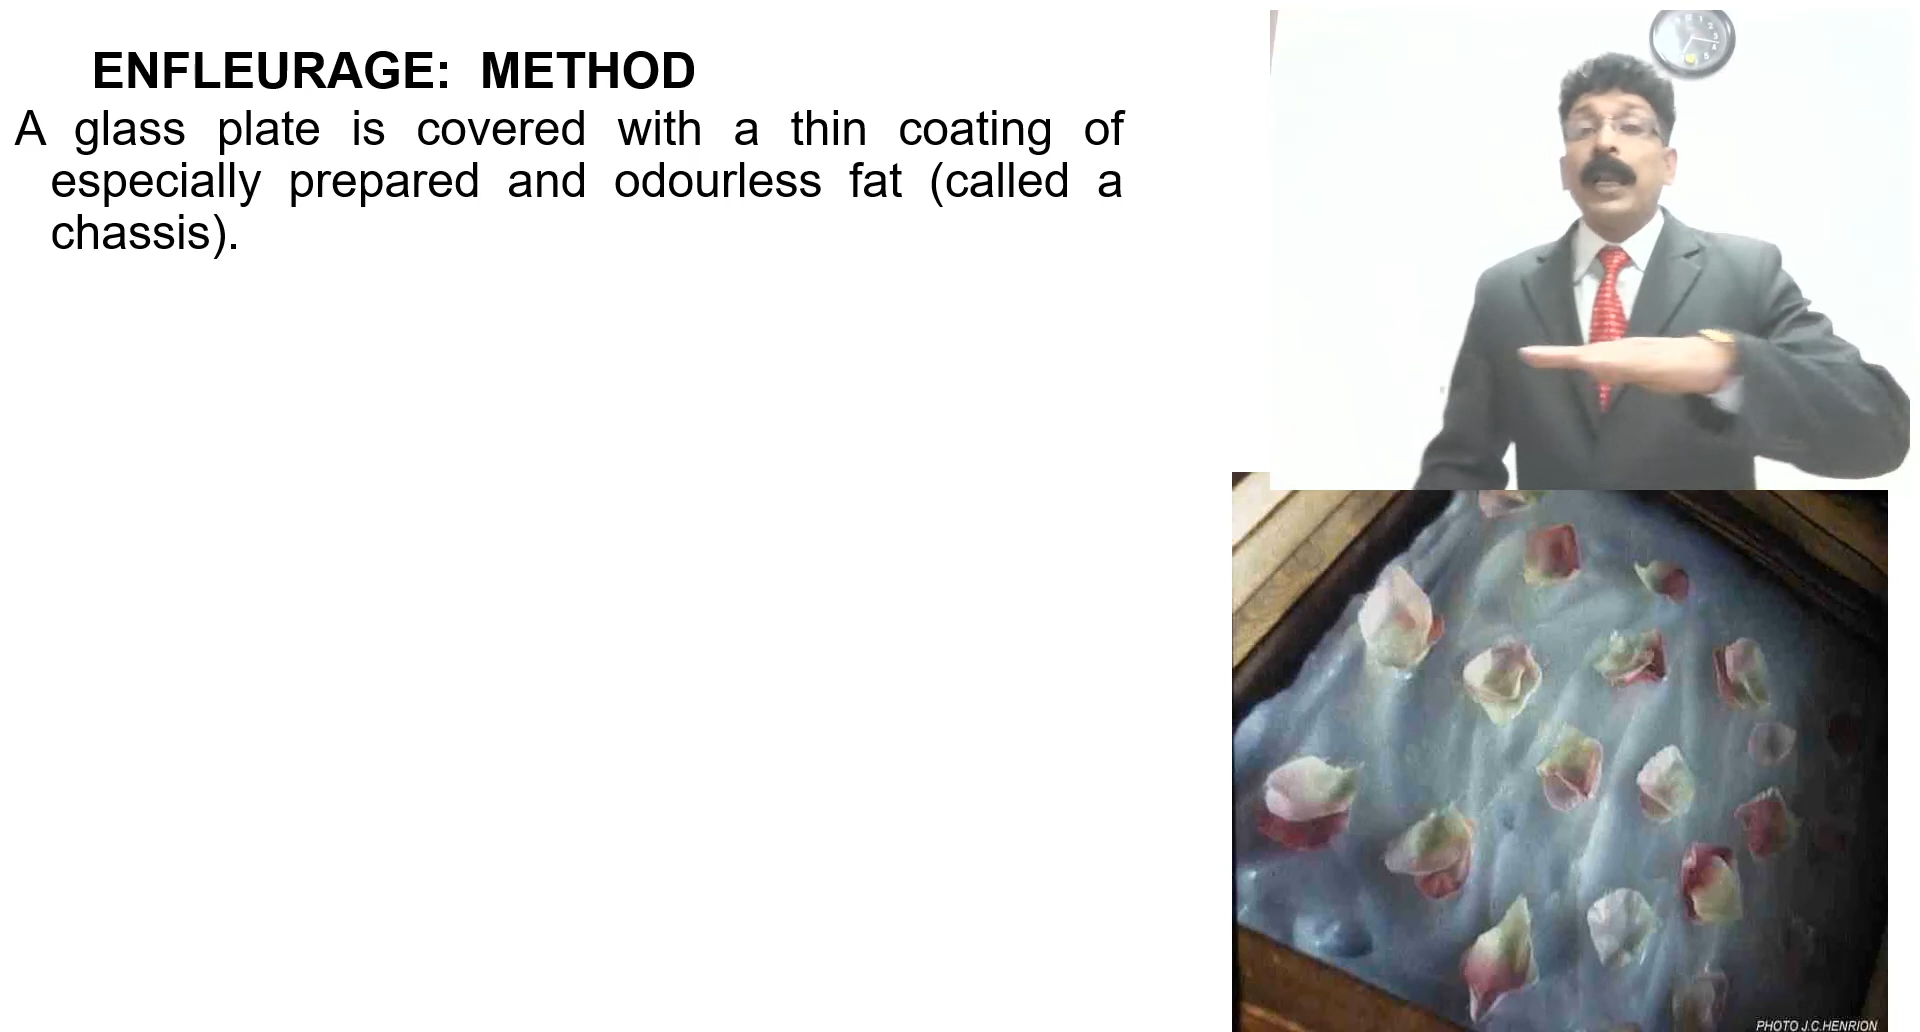 ENFLEURAGE: METHOD
A glass plate is covered with a thin coating of
especially prepared and odourless fat (called a
chassis).
PHOTO J.C.HENRION